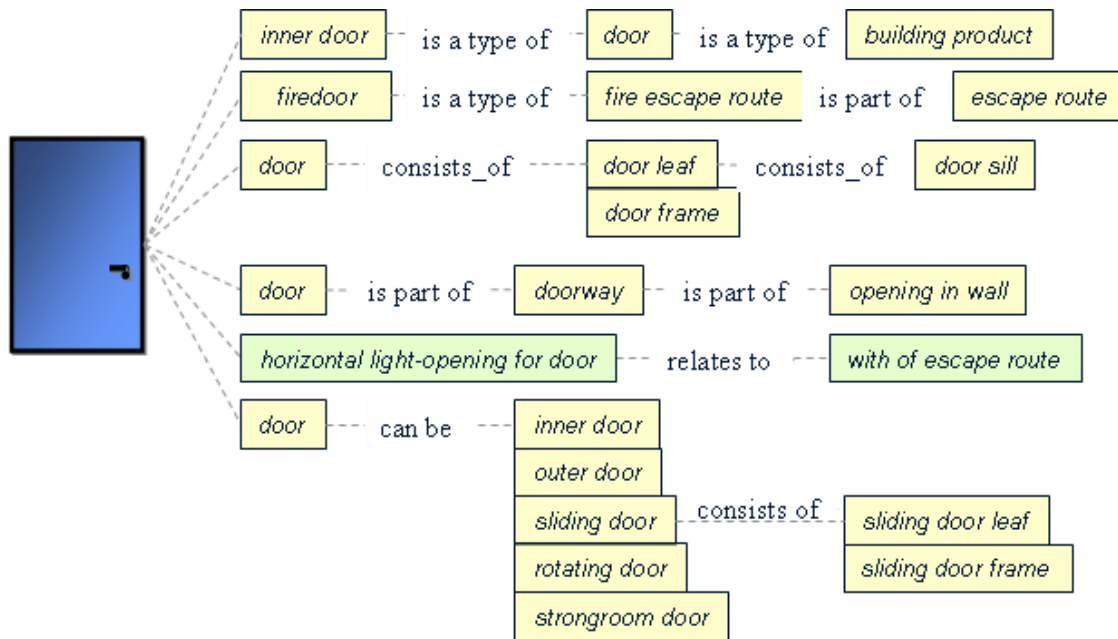 inner door is a type of door is a type of building product
firedoor is a type of fire escape route is part of escape route
door consists_of door leaf consists_of door sill
door frame
door is part of doorway is part of opening in wall
horizontal light-opening for door relates to with of escape route
door can be inner door
outer door
sliding door consists of sliding door leaf
rotating door sliding door frame
strongroom door